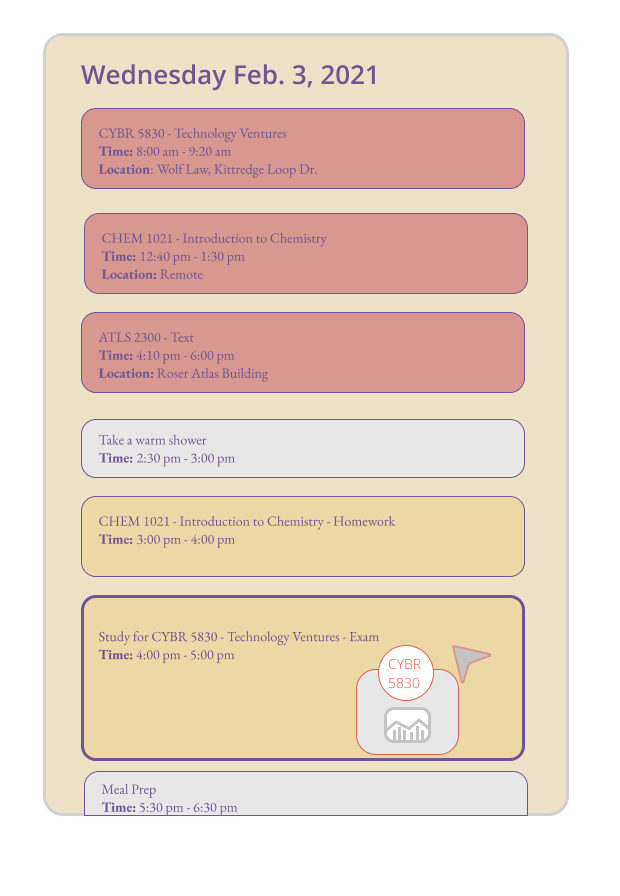 Wednesday Feb. 3, 2021
CYBR 5830 - Technology Ventures
Time: 8:00 am - 9:20 am
Location: Wolf Law, Kittredge Loop Dr.
CHEM 1021 - Introduction to Chemistry
Time: 12:40 pm - 1:30 pm
Location: Remote
ATLS 2300 - Text
Time: 4:10 pm - 6:00 pm
Location: Roser Atlas Building
Take a warm shower
Time: 2:30 pm - 3:00 pm
CHEM 1021 - Introduction to Chemistry - Homework
Time: 3:00 pm - 4:00 pm
Study for CYBR 5830 - Technology Ventures - Exam
Time: 4:00 pm - 5:00 pm
CYBR
5830
Meal Prep
Time: 5:30 pm - 6:30 pm